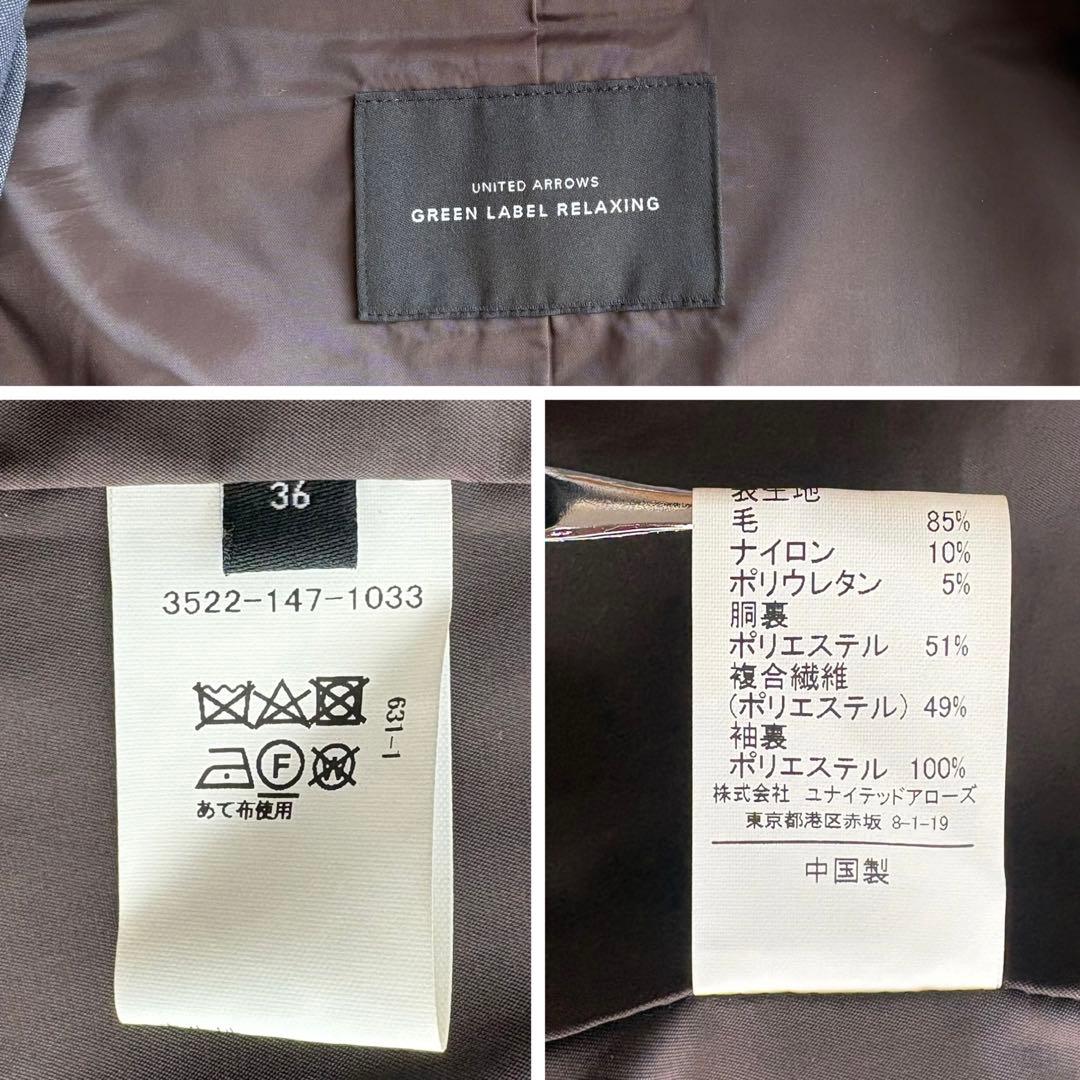 UNITED ARROWS
GREEN LABEL RELAXING
36
3522-147-1033
631-1
F
W
あて布使用
表生地
毛 85%
ナイロン 10%
ポリウレタン 5%
胴裏
ポリエステル 51%
複合繊維
(ポリエステル) 49%
袖裏
ポリエステル 100%
株式会社 ユナイテッドアローズ
東京都港区赤坂 8-1-19
中国製